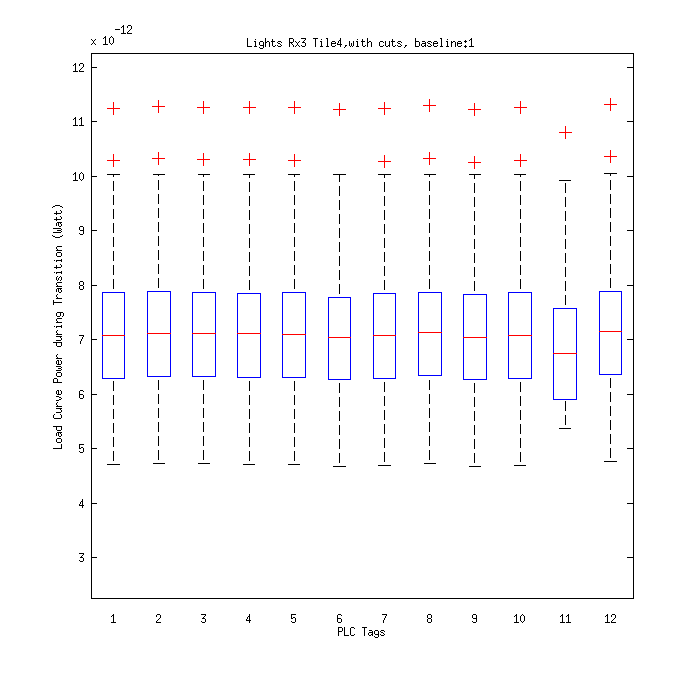 x 10-12
Lights Rx3 Tile4,with cuts, baseline:1
12
11
10
9
8
7
6
5
4
3
Load Curve Power during Transition (Watt)
1 2 3 4 5 6 7 8 9 10 11 12
PLC Tags